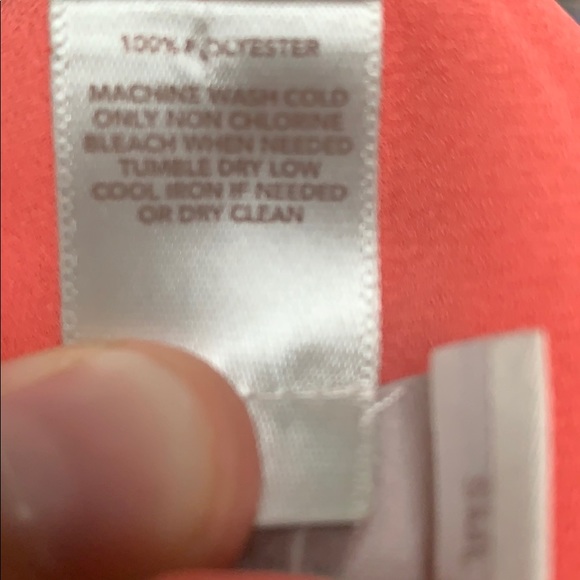 100% POLYESTER
MACHINE WASH COLD
ONLY NON CHLORINE
BLEACH WHEN NEEDED
TUMBLE DRY LOW
COOL IRON IF NEEDED
OR DRY CLEAN